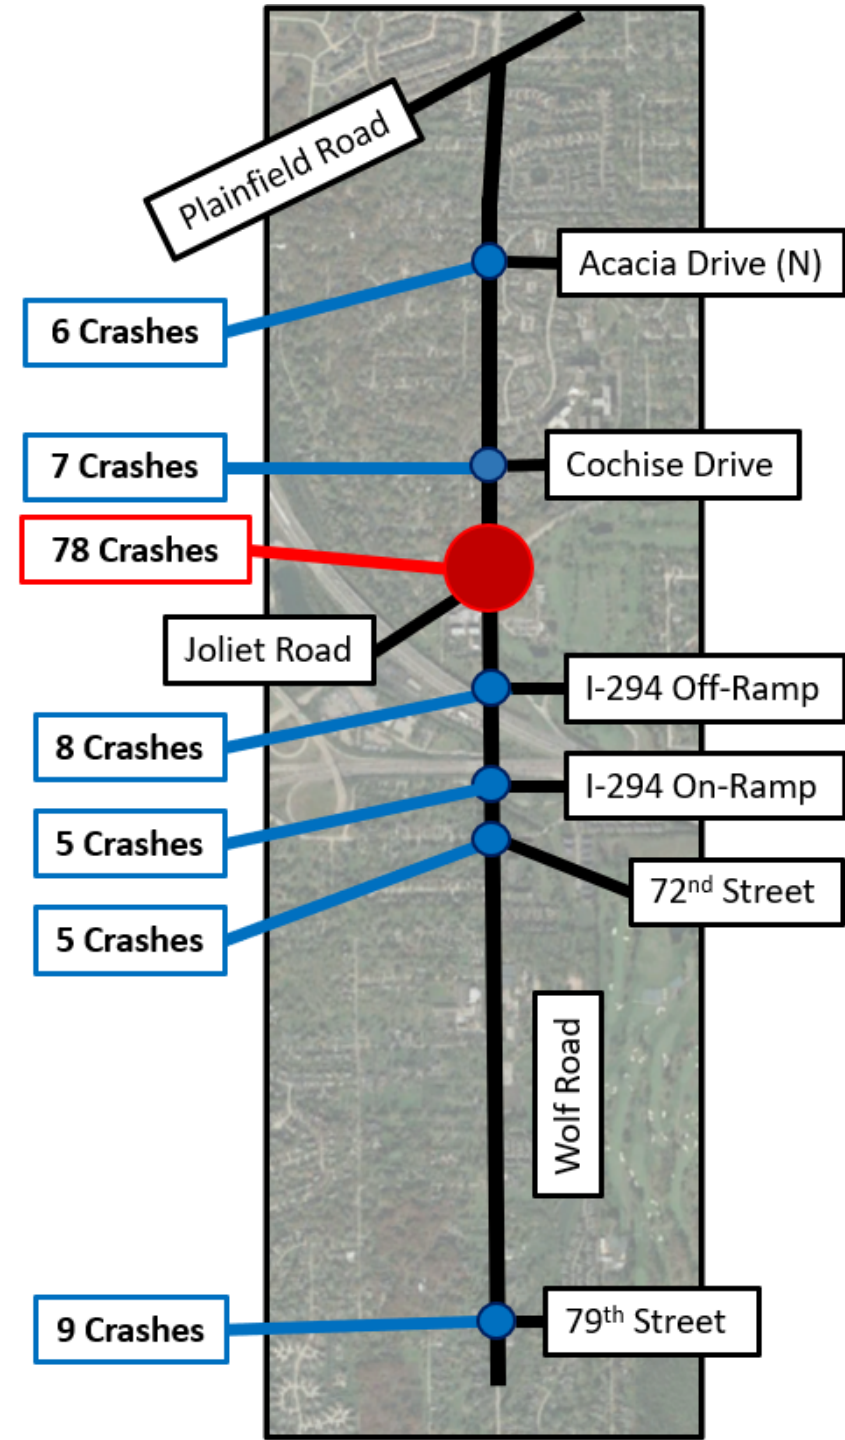 Plainfield Road
Acacia Drive (N)
6 Crashes
7 Crashes
Cochise Drive
78 Crashes
Joliet Road
I-294 Off-Ramp
8 Crashes
I-294 On-Ramp
5 Crashes
72nd Street
5 Crashes
Wolf Road
79th Street
9 Crashes